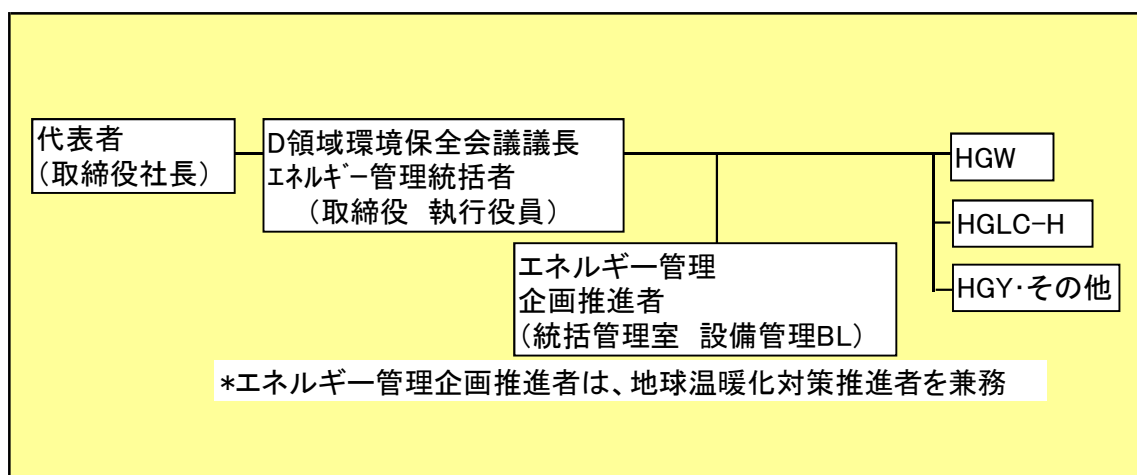 代表者
(取締役社長)
D領域環境保全会議議長
ｴﾈﾙｷﾞｰ管理統括者
(取締役 執行役員)
HGW
HGLC-H
HGY・その他
エネルギー管理
企画推進者
(統括管理室 設備管理BL)
*エネルギー管理企画推進者は、地球温暖化対策推進者を兼務